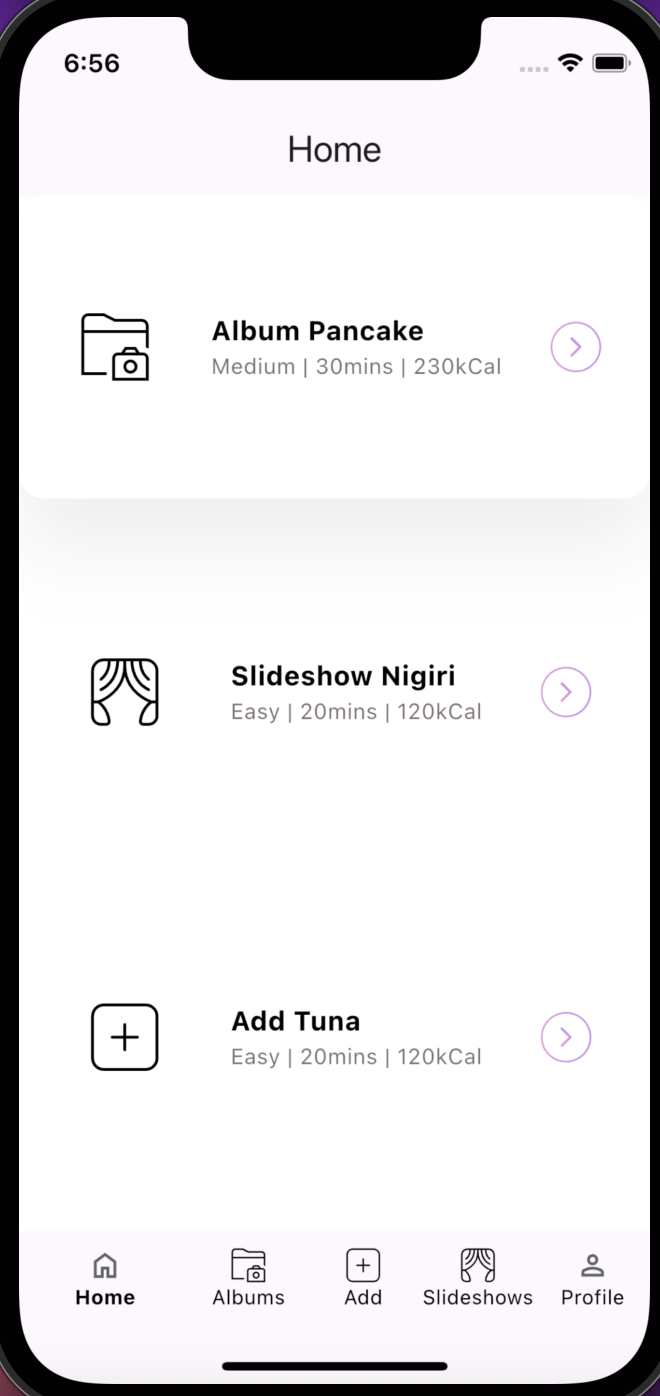 6:56
Home
Album Pancake
Medium | 30mins | 230kCal
Slideshow Nigiri
Easy | 20mins | 120kCal
Add Tuna
Easy | 20mins | 120kCal
Home Albums Add Slideshows Profile